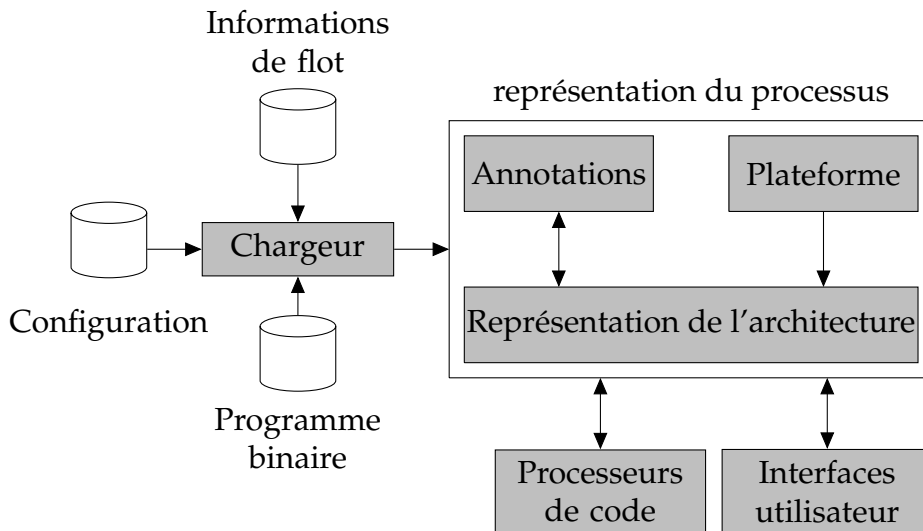 Informations
de flot
représentation du processus
Annotations
Plateforme
Chargeur
Configuration
Représentation de l'architecture
Programme
binaire
Processeurs
de code
Interfaces
utilisateur